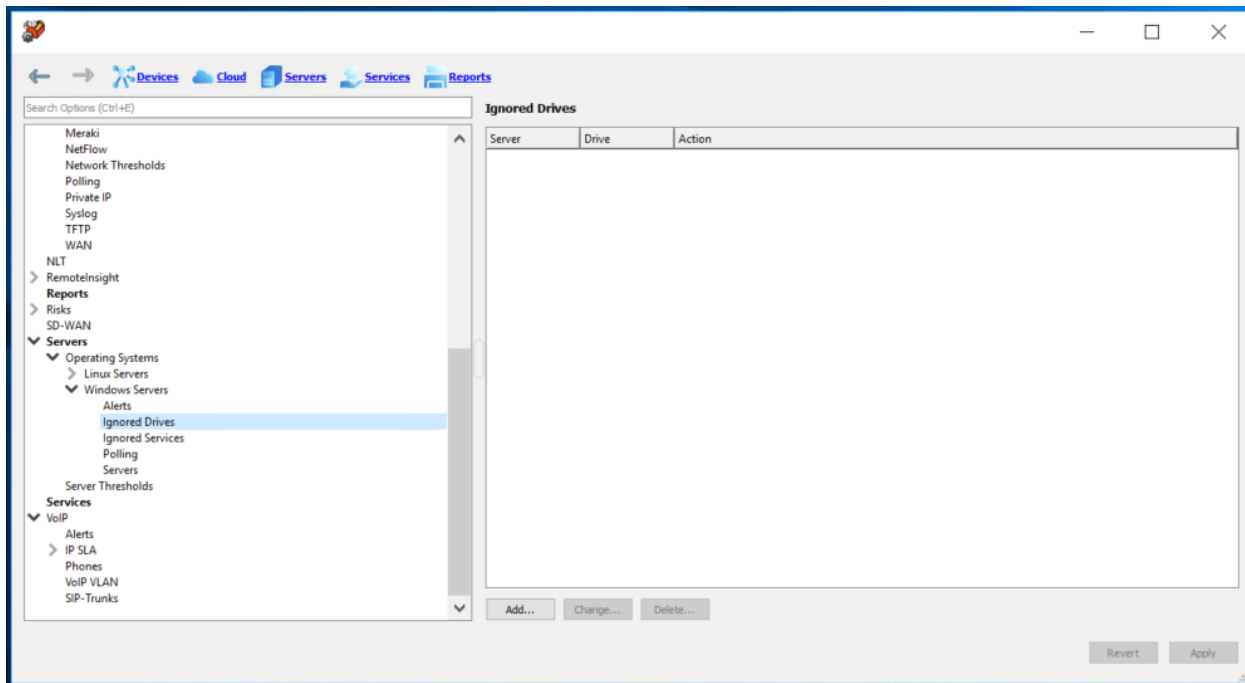 Devices Cloud Servers Services Reports
Search Options (Ctrl+E)
Meraki
NetFlow
Network Thresholds
Polling
Private IP
Syslog
TFTP
WAN
NLT
RemoteInsight
Reports
Risks
SD-WAN
Servers
Operating Systems
Linux Servers
Windows Servers
Alerts
Ignored Drives
Ignored Services
Polling
Servers
Server Thresholds
Services
VoIP
Alerts
IP SLA
Phones
VoIP VLAN
SIP-Trunks
Ignored Drives
Server Drive Action
Add... Change... Delete...
Revert Apply